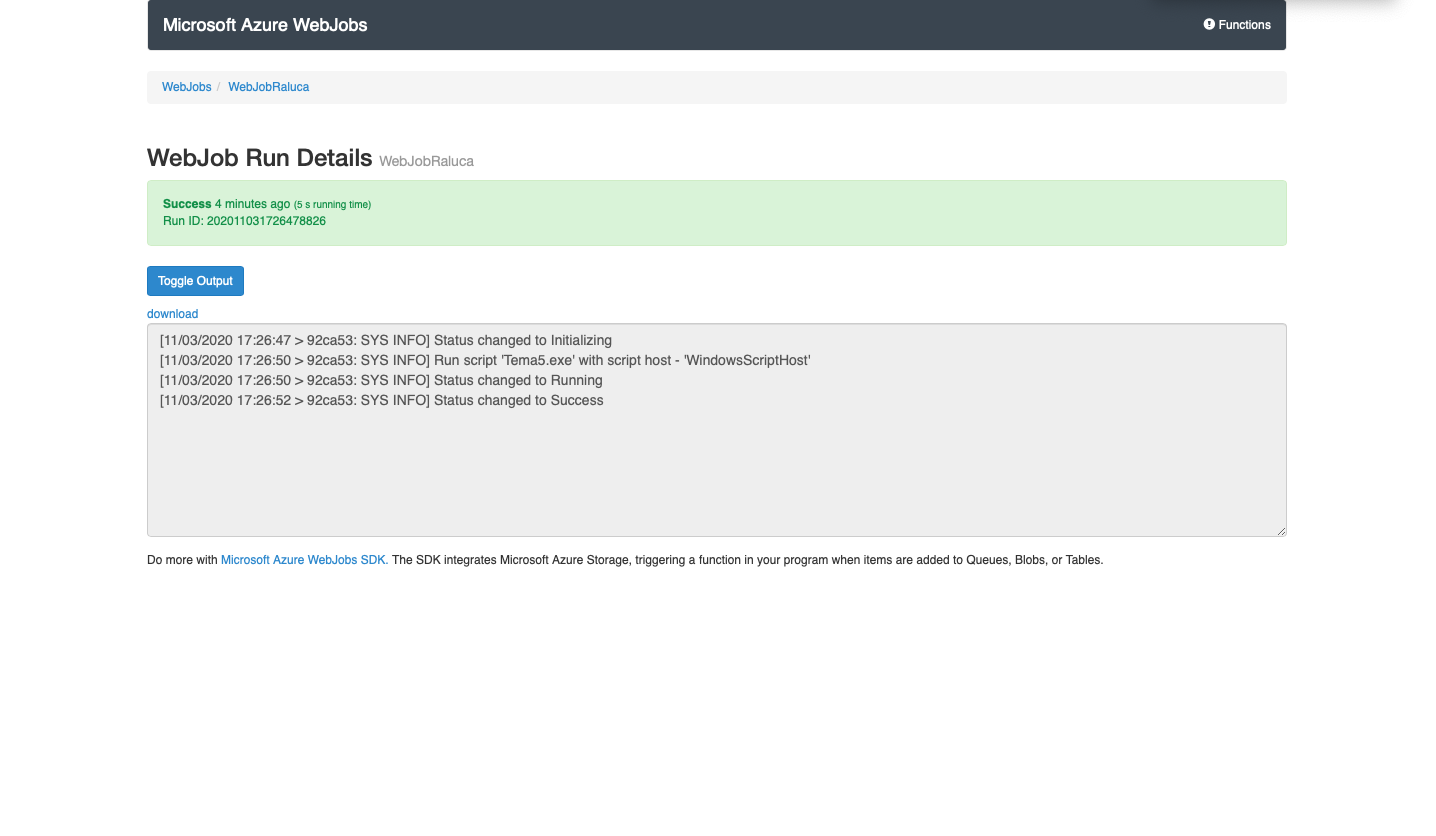 Microsoft Azure WebJobs
Functions
WebJobs / WebJobRaluca
WebJob Run Details WebJobRaluca
Success 4 minutes ago (5 s running time)
Run ID: 202011031726478826
Toggle Output
download
[11/03/2020 17:26:47 > 92ca53: SYS INFO] Status changed to Initializing
[11/03/2020 17:26:50 > 92ca53: SYS INFO] Run script 'Tema5.exe' with script host - 'WindowsScriptHost'
[11/03/2020 17:26:50 > 92ca53: SYS INFO] Status changed to Running
[11/03/2020 17:26:52 > 92ca53: SYS INFO] Status changed to Success
Do more with Microsoft Azure WebJobs SDK. The SDK integrates Microsoft Azure Storage, triggering a function in your program when items are added to Queues, Blobs, or Tables.